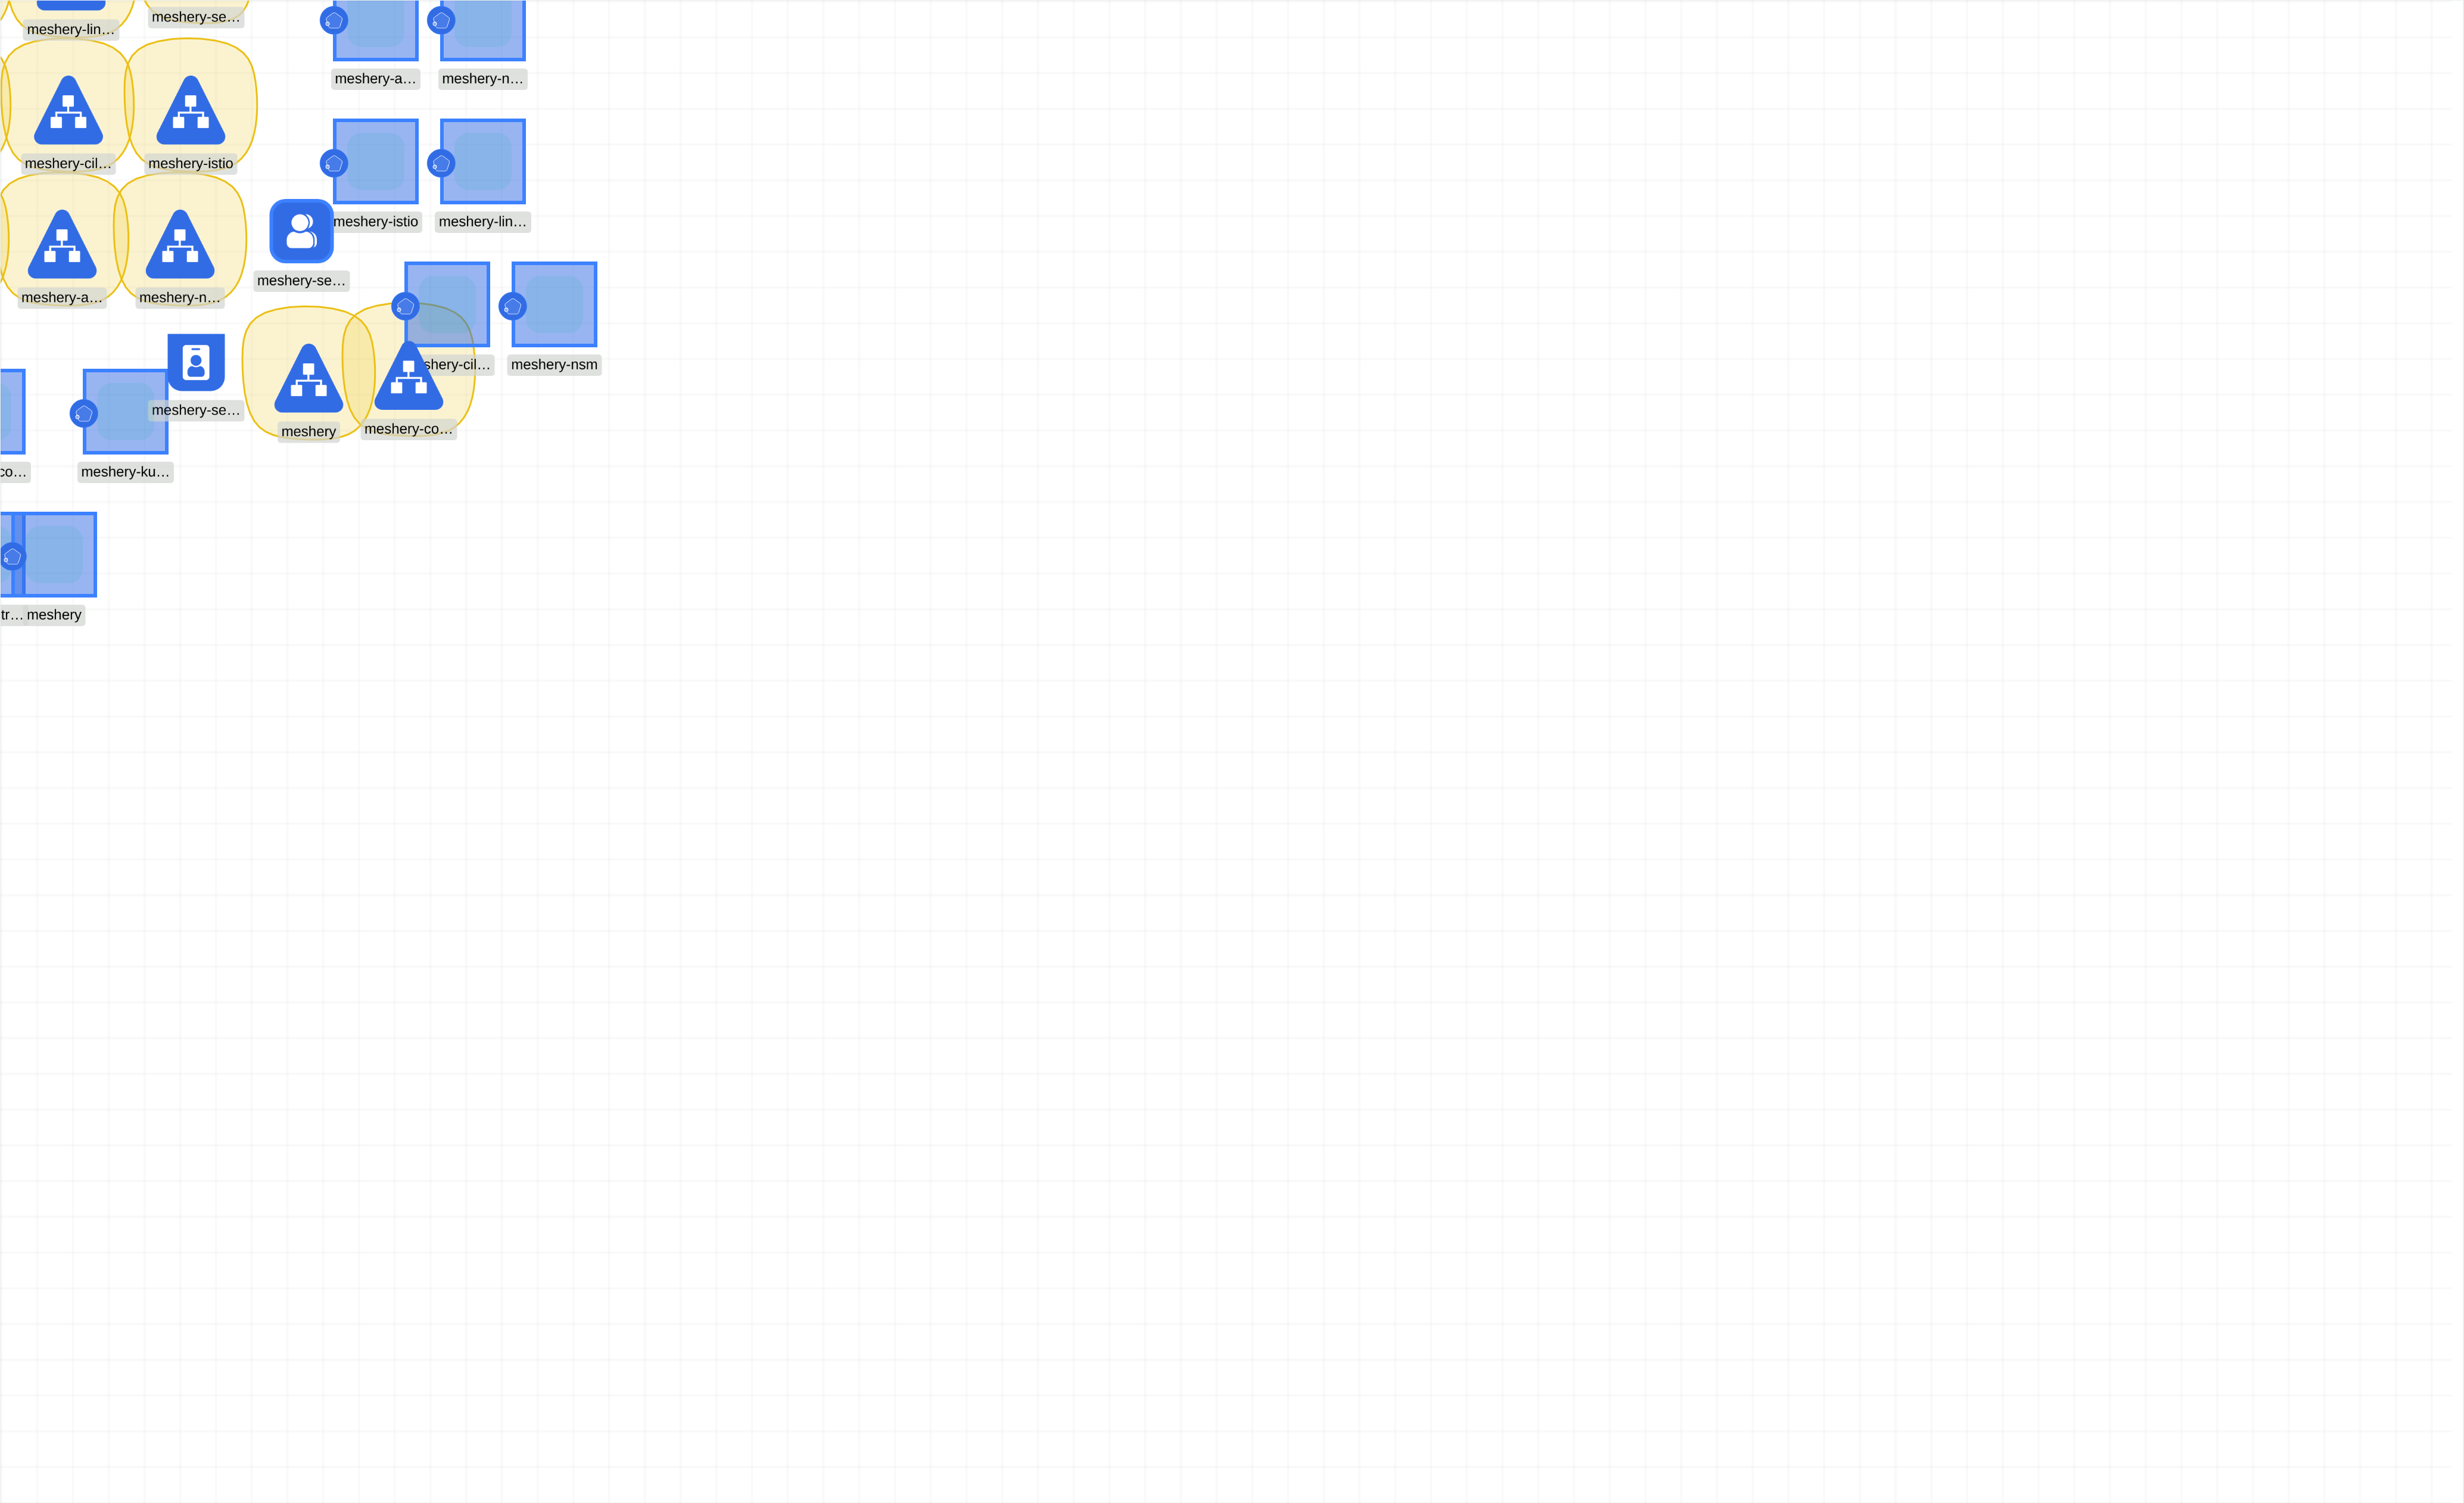 meshery-se…
meshery-lin…
meshery-a…
meshery-n…
meshery-cil…
meshery-istio
meshery-istio
meshery-lin…
meshery-se…
meshery-a…
meshery-n…
shery-cil…
meshery-nsm
meshery-se…
meshery
meshery-co…
co…
meshery-ku…
tr…
meshery